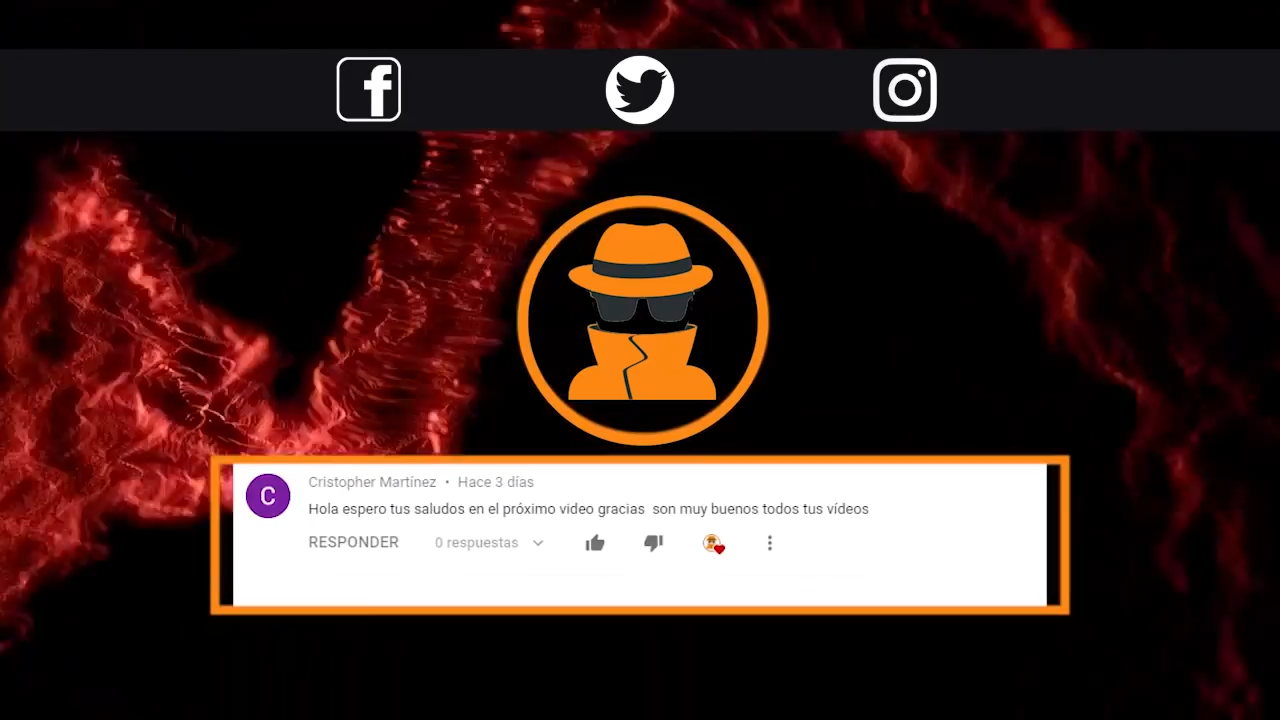 C
Cristopher Martínez • Hace 3 días
Hola espero tus saludos en el próximo video gracias  son muy buenos todos tus vídeos
RESPONDER 0 respuestas